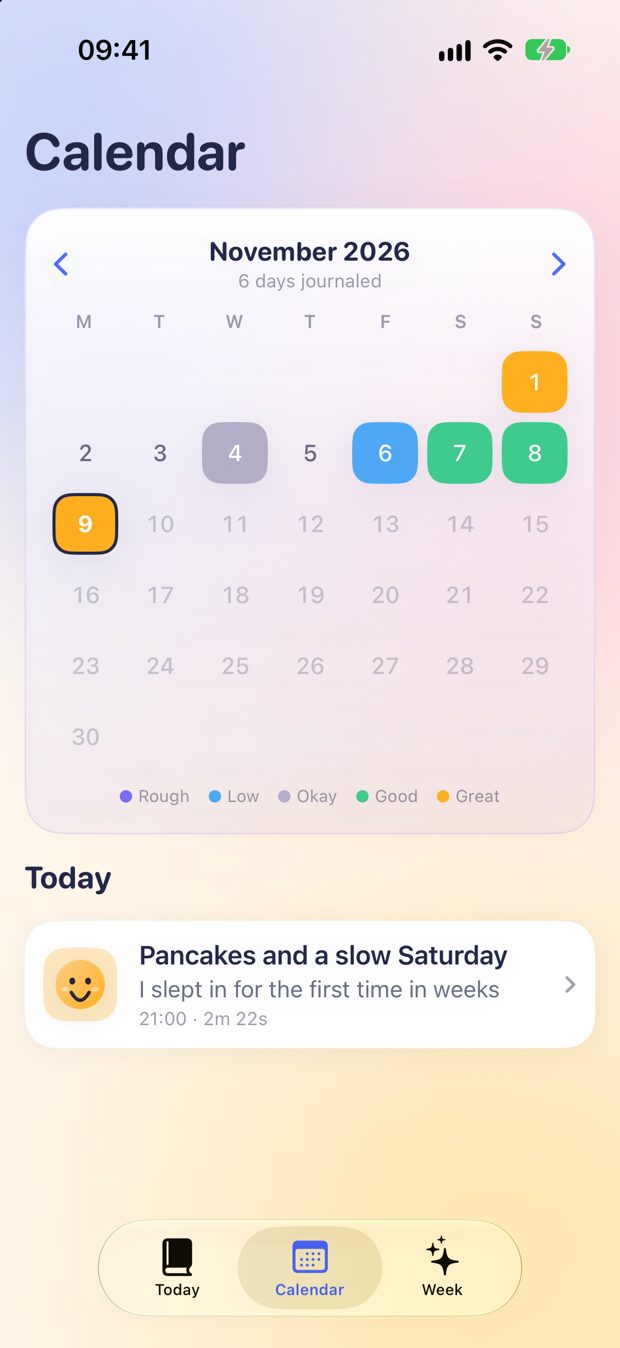 09:41
Calendar
November 2026
6 days journaled
M T W T F S S
1
2 3 4 5 6 7 8
9 10 11 12 13 14 15
16 17 18 19 20 21 22
23 24 25 26 27 28 29
30
Rough Low Okay Good Great
Today
Pancakes and a slow Saturday
I slept in for the first time in weeks
21:00 · 2m 22s
Today Calendar Week